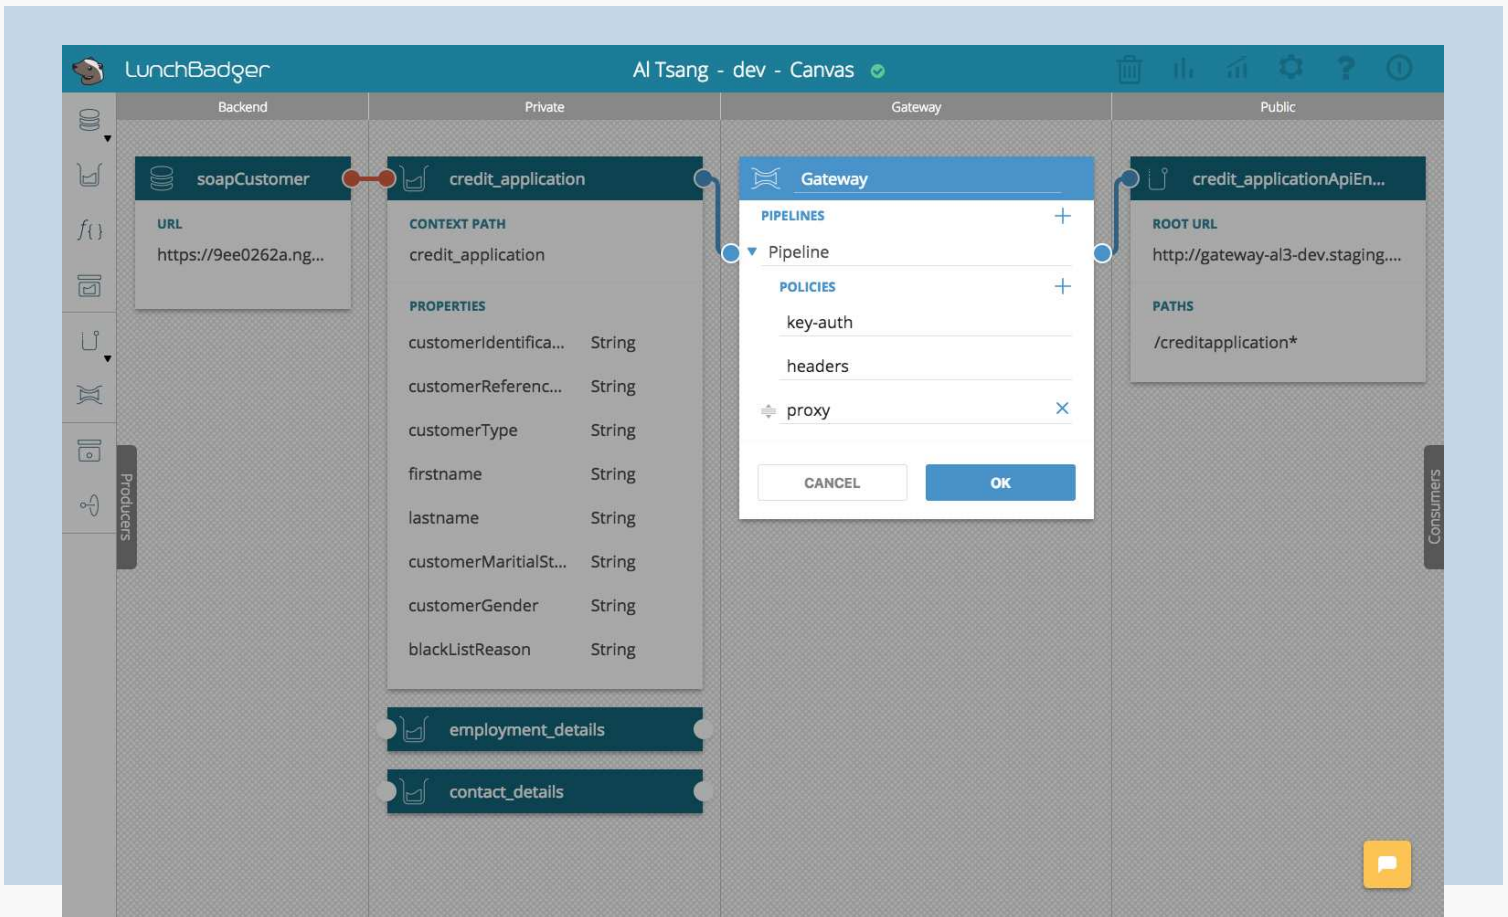 LunchBadger
Al Tsang - dev - Canvas
Backend
Private
Gateway
Public
soapCustomer
URL
https://9ee0262a.ng...
credit_application
CONTEXT PATH
credit_application
PROPERTIES
customerIdentifica... String
customerReferenc... String
customerType String
firstname String
lastname String
customerMaritialSt... String
customerGender String
blackListReason String
employment_details
contact_details
Gateway
PIPELINES
Pipeline
POLICIES
key-auth
headers
proxy
CANCEL
OK
credit_applicationApiEn...
ROOT URL
http://gateway-al3-dev.staging....
PATHS
/creditapplication*
Producers
Consumers